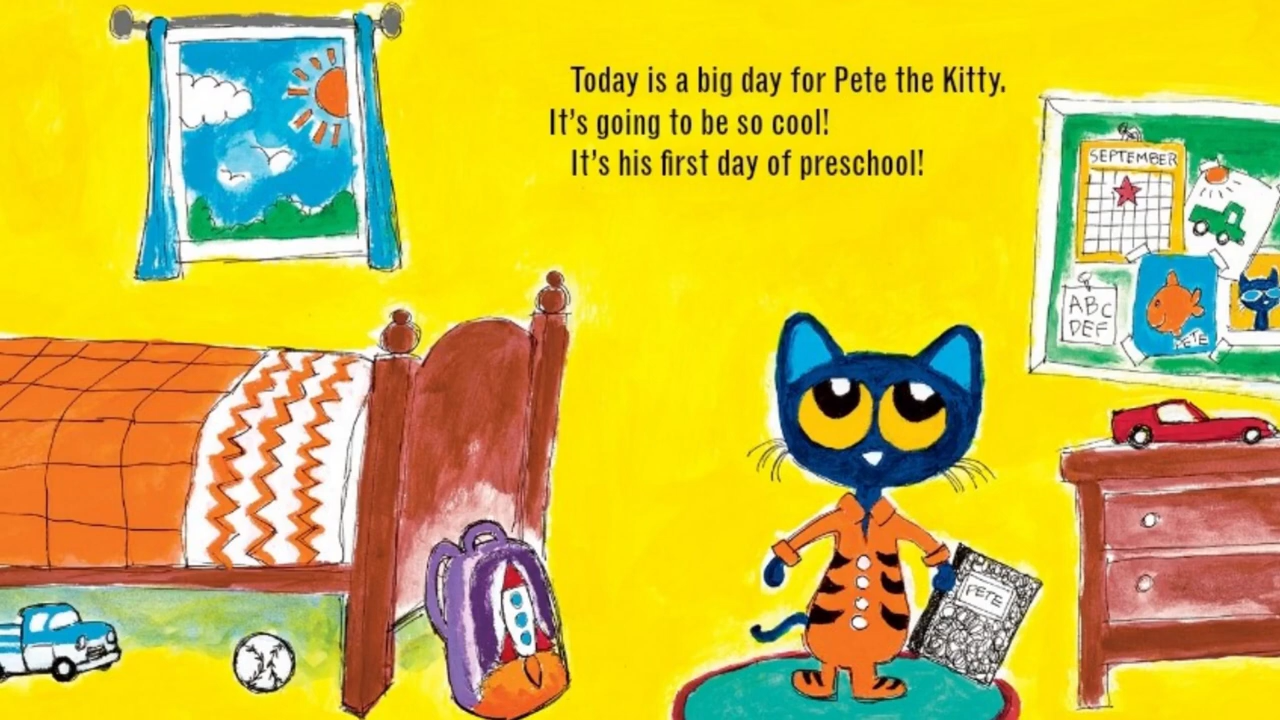 Today is a big day for Pete the Kitty.
It's going to be so cool!
It's his first day of preschool!
SEPTEMBER
ABC
DEF
PETE
PETE